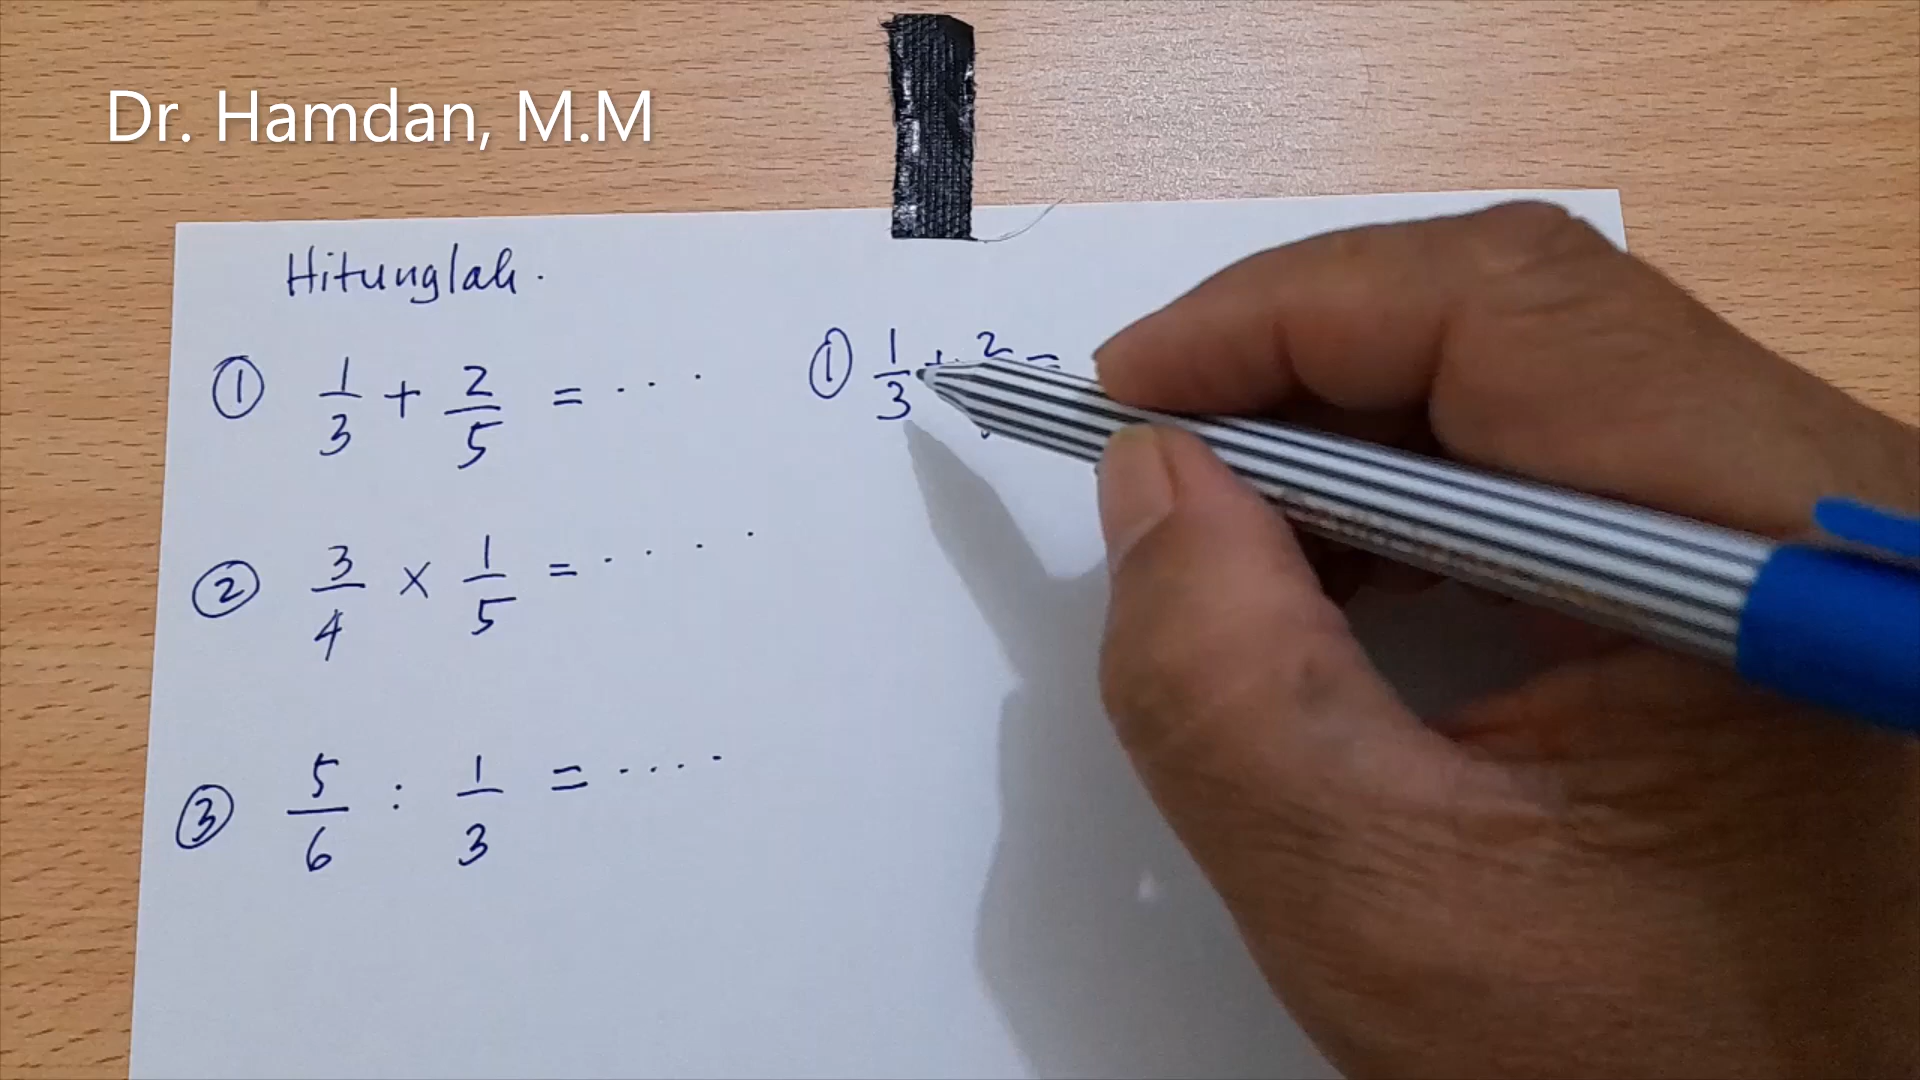 Dr. Hamdan, M.M
Hitunglah.
① 1/3 + 2/5 = ...
② 3/4 × 1/5 = ....
③ 5/6 : 1/3 = ....
① 1/3 + 2 =